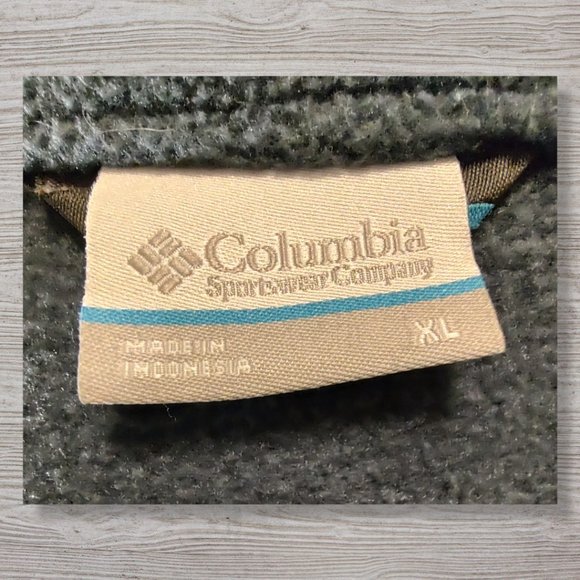 Columbia
Sportswear Company
MADE IN
INDONESIA
XL